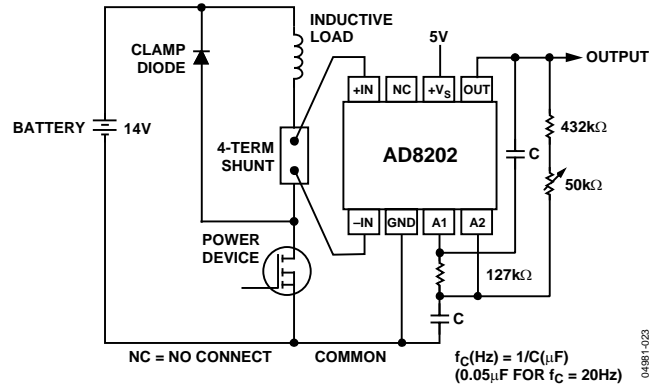 INDUCTIVE
LOAD
CLAMP
DIODE
5V
OUTPUT
+IN
NC
+VS
OUT
BATTERY
14V
4-TERM
SHUNT
AD8202
C
432kΩ
50kΩ
–IN
GND
A1
A2
POWER
DEVICE
127kΩ
C
NC = NO CONNECT
COMMON
fC(Hz) = 1/C(μF)
(0.05μF FOR fC = 20Hz)
04981-023